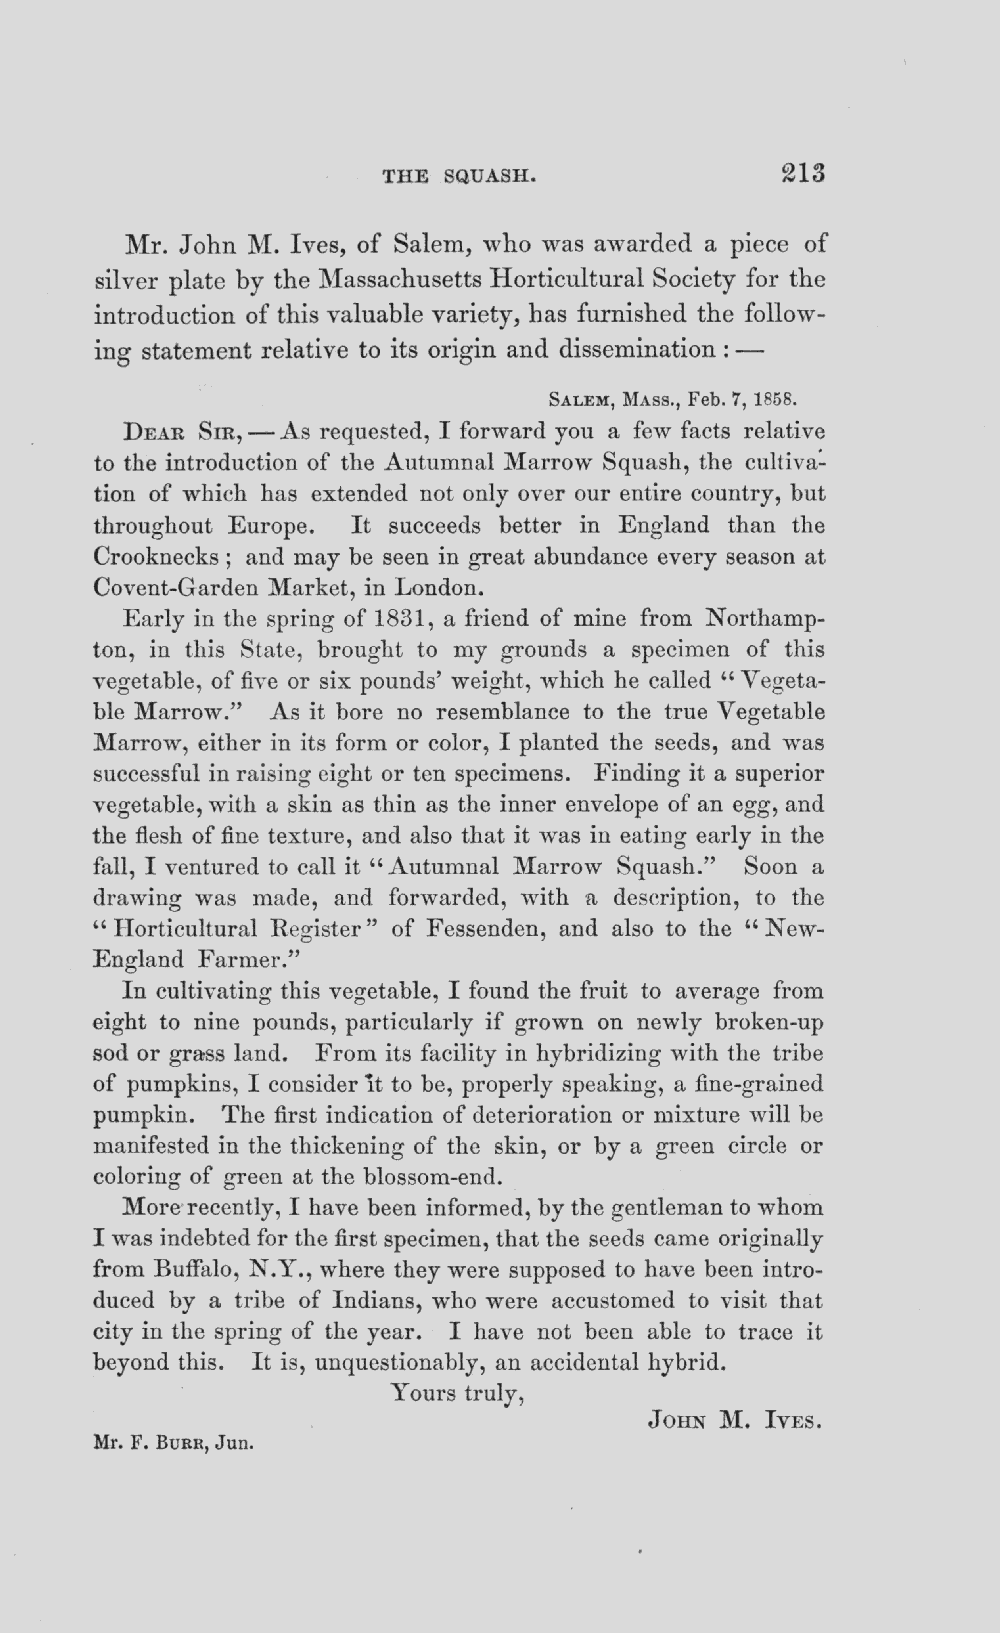 THE SQUASH. 213
Mr. John M. Ives, of Salem, who was awarded a piece of
silver plate by the Massachusetts Horticultural Society for the
introduction of this valuable variety, has furnished the follow-
ing statement relative to its origin and dissemination : —
SALEM, MASS., Feb. 7, 1858.
DEAR SIR, — As requested, I forward you a few facts relative
to the introduction of the Autumnal Marrow Squash, the cultiva-
tion of which has extended not only over our entire country, but
throughout Europe. It succeeds better in England than the
Crooknecks ; and may be seen in great abundance every season at
Covent-Garden Market, in London.
Early in the spring of 1831, a friend of mine from Northamp-
ton, in this State, brought to my grounds a specimen of this
vegetable, of five or six pounds’ weight, which he called “ Vegeta-
ble Marrow.” As it bore no resemblance to the true Vegetable
Marrow, either in its form or color, I planted the seeds, and was
successful in raising eight or ten specimens. Finding it a superior
vegetable, with a skin as thin as the inner envelope of an egg, and
the flesh of fine texture, and also that it was in eating early in the
fall, I ventured to call it “ Autumnal Marrow Squash.” Soon a
drawing was made, and forwarded, with a description, to the
“ Horticultural Register ” of Fessenden, and also to the “ New-
England Farmer.”
In cultivating this vegetable, I found the fruit to average from
eight to nine pounds, particularly if grown on newly broken-up
sod or grass land. From its facility in hybridizing with the tribe
of pumpkins, I consider it to be, properly speaking, a fine-grained
pumpkin. The first indication of deterioration or mixture will be
manifested in the thickening of the skin, or by a green circle or
coloring of green at the blossom-end.
More recently, I have been informed, by the gentleman to whom
I was indebted for the first specimen, that the seeds came originally
from Buffalo, N.Y., where they were supposed to have been intro-
duced by a tribe of Indians, who were accustomed to visit that
city in the spring of the year. I have not been able to trace it
beyond this. It is, unquestionably, an accidental hybrid.
Yours truly,
JOHN M. IVES.
Mr. F. BURR, Jun.